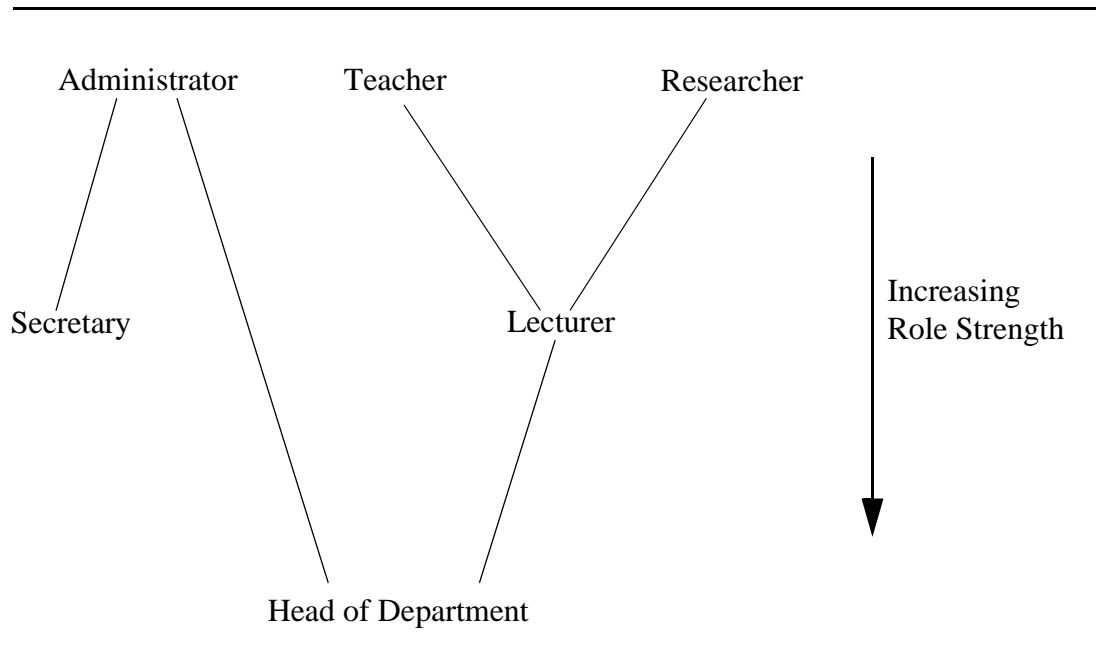 Administrator
Teacher
Researcher
Increasing
Role Strength
Secretary
Lecturer
Head of Department